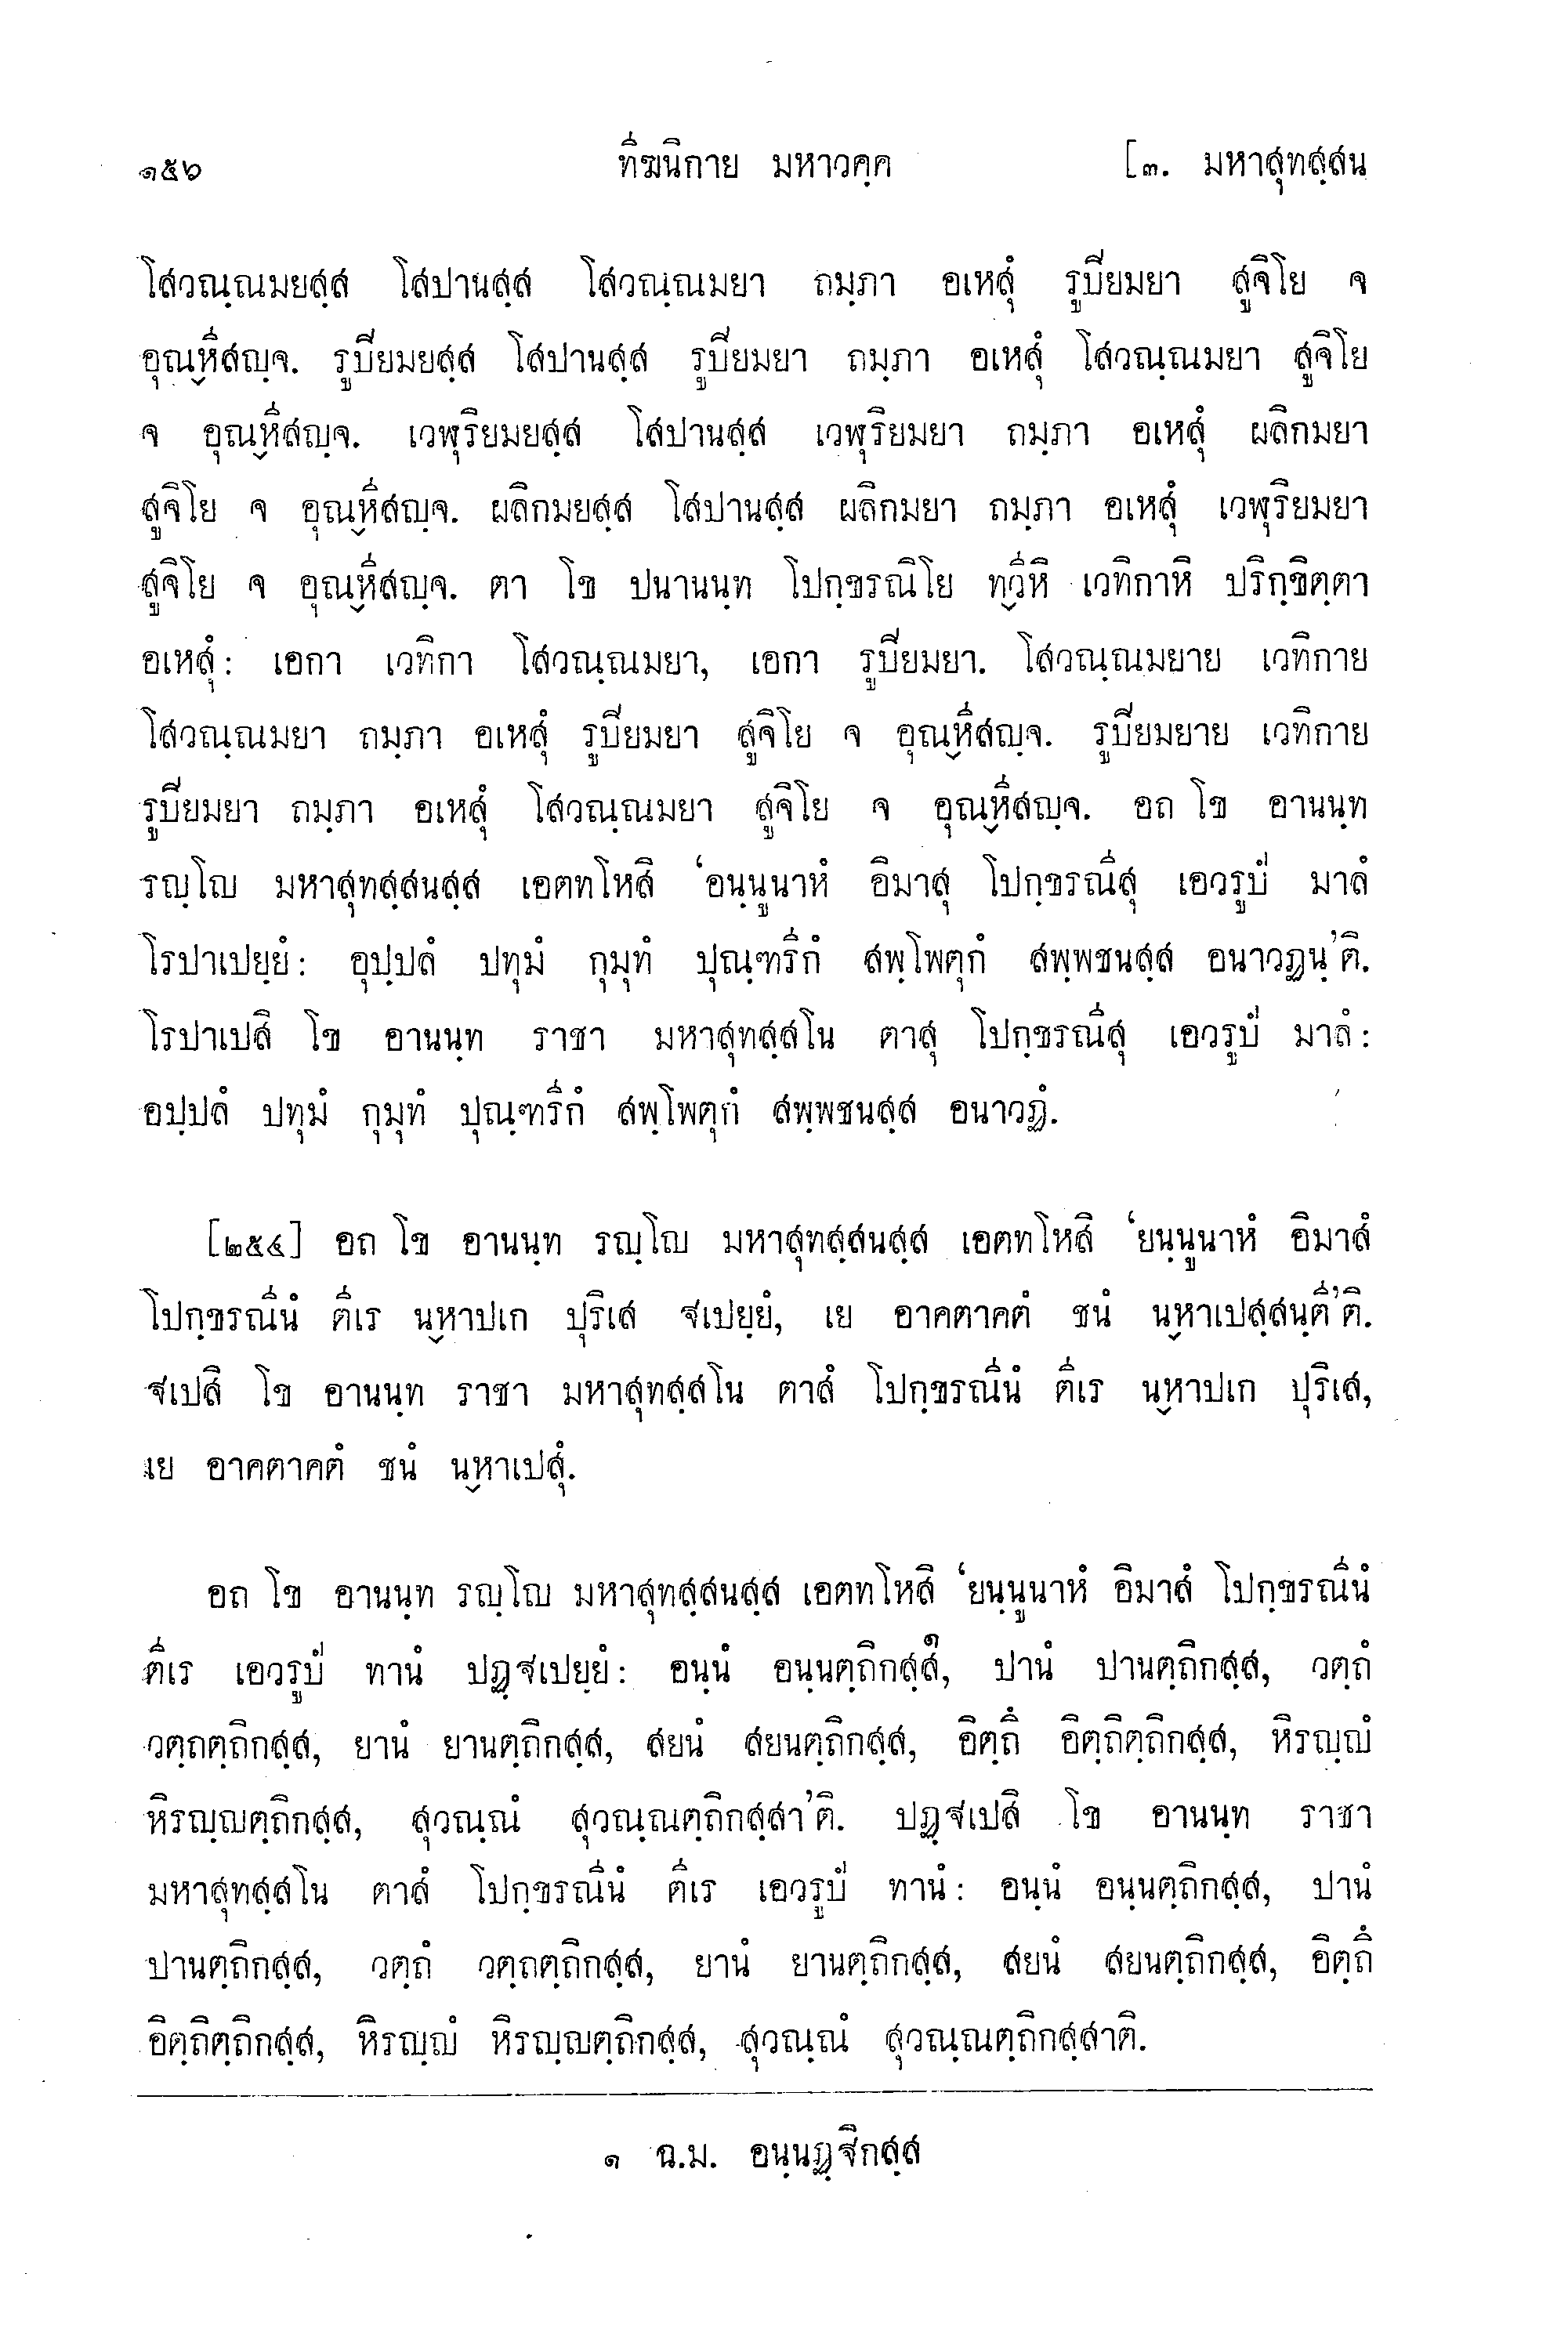 ๑๕๖ ทีฆนิกาย มหาวคฺค [๓. มหาสุทสฺสน
โสวณฺณมยสฺส โสปานสฺส โสวณฺณมยา ถมฺภา อเหสุํ รูปิยมยา สูจิโย จ
อุณฺหีสญฺจ. รูปิยมยสฺส โสปานสฺส รูปิยมยา ถมฺภา อเหสุํ โสวณฺณมยา สูจิโย
จ อุณฺหีสญฺจ. เวฬุริยมยสฺส โสปานสฺส เวฬุริยมยา ถมฺภา อเหสุํ ผลิกมยา
สูจิโย จ อุณฺหีสญฺจ. ผลิกมยสฺส โสปานสฺส ผลิกมยา ถมฺภา อเหสุํ เวฬุริยมยา
สูจิโย จ อุณฺหีสญฺจ. ตา โข ปนานนฺท โปกฺขรณิโย ทฺวีหิ เวทิกาหิ ปริกฺขิตฺตา
อเหสุํ: เอกา เวทิกา โสวณฺณมยา, เอกา รูปิยมยา. โสวณฺณมยาย เวทิกาย
โสวณฺณมยา ถมฺภา อเหสุํ รูปิยมยา สูจิโย จ อุณฺหีสญฺจ. รูปิยมยาย เวทิกาย
รูปิยมยา ถมฺภา อเหสุํ โสวณฺณมยา สูจิโย จ อุณฺหีสญฺจ. อถ โข อานนฺท
รญฺโญ มหาสุทสฺสนสฺส เอตทโหสิ ‘อนฺนูนาหํ อิมาสุ โปกฺขรณีสุ เอวรูปํ มาลํ
โรปาเปยฺยํ: อุปฺปลํ ปทุมํ กุมุทํ ปุณฺฑรีกํ สพฺโพตุกํ สพฺพชนสฺส อนาวฏนฺ’ติ.
โรปาเปสิ โข อานนฺท ราชา มหาสุทสฺสโน ตาสุ โปกฺขรณีสุ เอวรูปํ มาลํ:
อปฺปลํ ปทุมํ กุมุทํ ปุณฺฑรีกํ สพฺโพตุกํ สพฺพชนสฺส อนาวฏํ.
[๒๕๔] อถ โข อานนฺท รญฺโญ มหาสุทสฺสนสฺส เอตทโหสิ ‘ยนฺนูนาหํ อิมาสํ
โปกฺขรณีนํ ตีเร นฺหาปเก ปุริเส ฐเปยฺยํ, เย อาคตาคตํ ชนํ นฺหาเปสฺสนฺตี’ติ.
ฐเปสิ โข อานนฺท ราชา มหาสุทสฺสโน ตาสํ โปกฺขรณีนํ ตีเร นฺหาปเก ปุริเส,
เย อาคตาคตํ ชนํ นฺหาเปสุํ.
อถ โข อานนฺท รญฺโญ มหาสุทสฺสนสฺส เอตทโหสิ ‘ยนฺนูนาหํ อิมาสํ โปกฺขรณีนํ
ตีเร เอวรูปํ ทานํ ปฏฺฐเปยฺยํ: อนฺนํ อนฺนตฺถิกสฺส๑, ปานํ ปานตฺถิกสฺส, วตฺถํ
วตฺถตฺถิกสฺส, ยานํ ยานตฺถิกสฺส, สยนํ สยนตฺถิกสฺส, อิตฺถึ อิตฺถิตฺถิกสฺส, หิรญฺญํ
หิรญฺญตฺถิกสฺส, สุวณฺณํ สุวณฺณตฺถิกสฺสา’ติ. ปฏฺฐเปสิ โข อานนฺท ราชา
มหาสุทสฺสโน ตาสํ โปกฺขรณีนํ ตีเร เอวรูปํ ทานํ: อนฺนํ อนฺนตฺถิกสฺส, ปานํ
ปานตฺถิกสฺส, วตฺถํ วตฺถตฺถิกสฺส, ยานํ ยานตฺถิกสฺส, สยนํ สยนตฺถิกสฺส, อิตฺถึ
อิตฺถิตฺถิกสฺส, หิรญฺญํ หิรญฺญตฺถิกสฺส, สุวณฺณํ สุวณฺณตฺถิกสฺสาติ.
๑ ฉ.ม. อนฺนฏฺฐิกสฺส